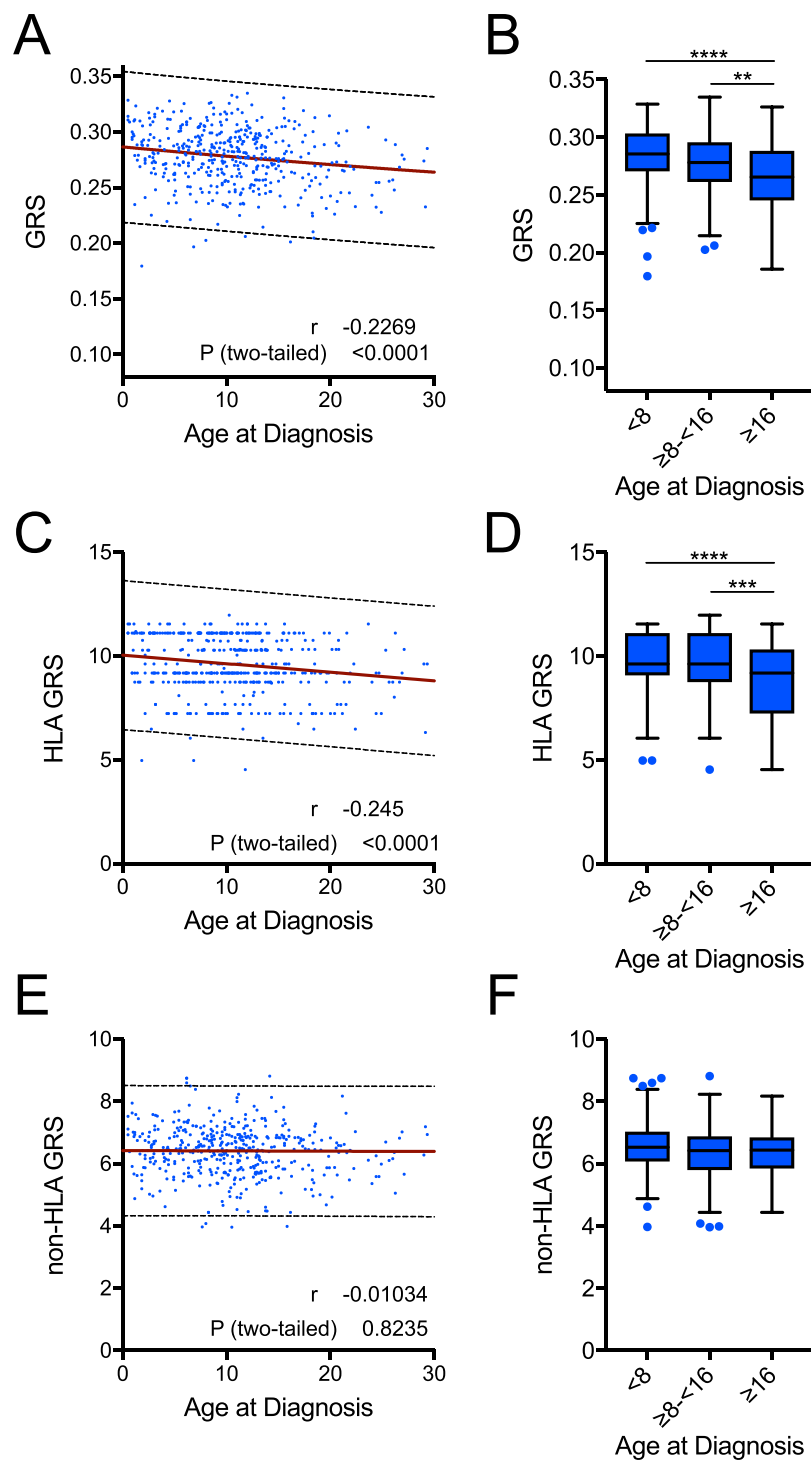 A
0.35
0.30
0.25
0.20
0.15
0.10
GRS
r -0.2269
P (two-tailed) <0.0001
0 10 20 30
Age at Diagnosis
B
****
**
0.35
0.30
0.25
0.20
0.15
0.10
GRS
<8
≥8-<16
≥16
Age at Diagnosis
C
15
10
5
0
HLA GRS
r -0.245
P (two-tailed) <0.0001
0 10 20 30
Age at Diagnosis
D
****
***
15
10
5
0
HLA GRS
<8
≥8-<16
≥16
Age at Diagnosis
E
10
8
6
4
2
0
non-HLA GRS
r -0.01034
P (two-tailed) 0.8235
0 10 20 30
Age at Diagnosis
F
10
8
6
4
2
0
non-HLA GRS
<8
≥8-<16
≥16
Age at Diagnosis